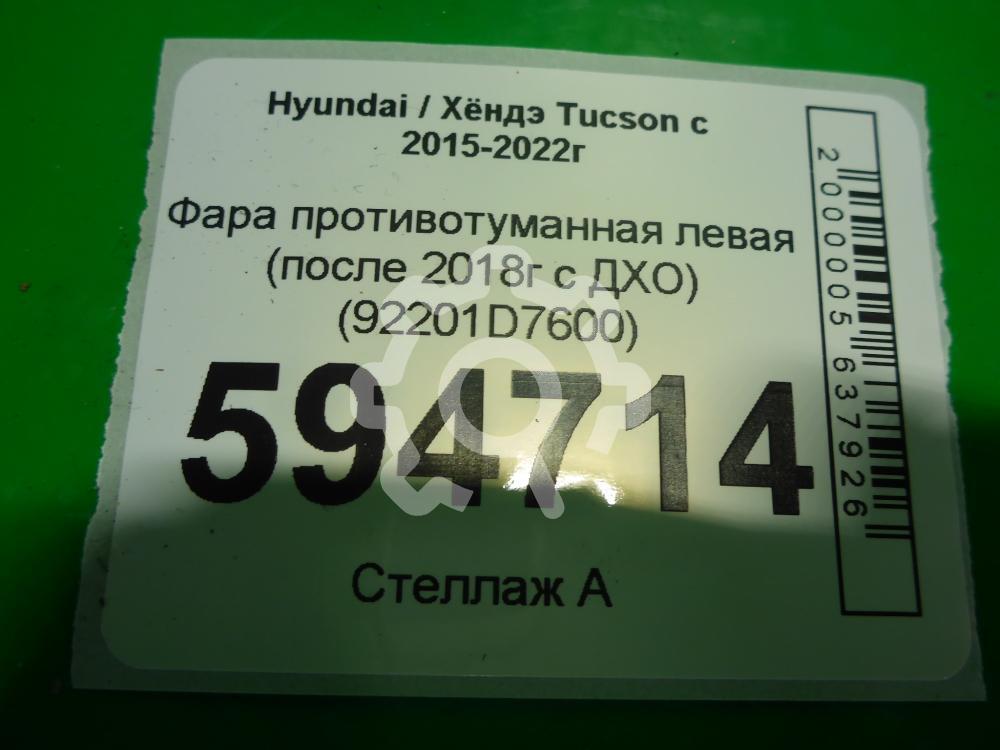 Hyundai / Хёндэ Tucson с
2015-2022г
Фара противотуманная левая
(после 2018г с ДХО)
(92201D7600)
594714
Стеллаж А
2000005637926